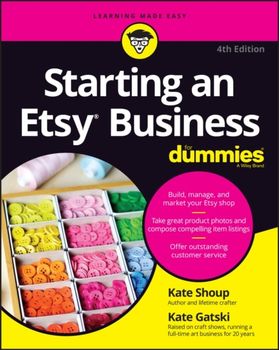 LEARNING MADE EASY
4th Edition
Starting an
Etsy® Business
for
dummies®
A Wiley Brand
Build, manage, and
market your Etsy shop
Take great product photos and
compose compelling item listings
Offer outstanding
customer service
Kate Shoup
Author and lifetime crafter
Kate Gatski
Raised on craft shows, running a
full-time art business for 20 years